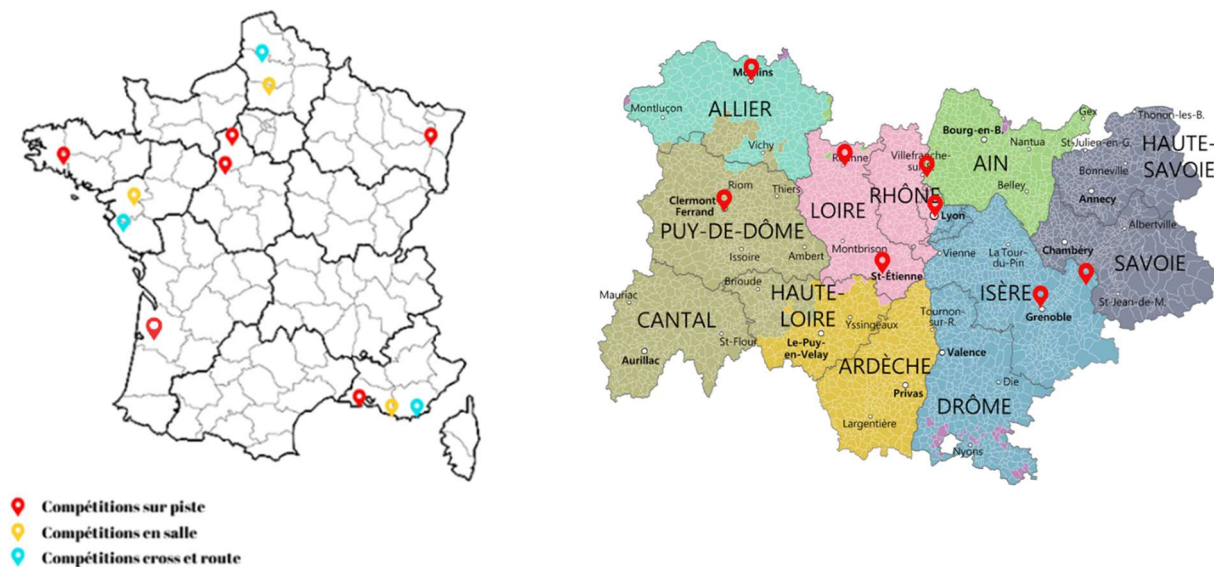 Compétitions sur piste
Compétitions en salle
Compétitions cross et route
Montluçon
ALLIER
Vichy
Gex
Thonon-les-B.
Bourg-en-B.
Nantua
St-Julien-en-G.
HAUTE-
SAVOIE
Bonneville
AIN
Villefranche-
Belley
Annecy
Riom
Thiers
RHÔNE
Clermont
Ferrand
LOIRE
Lyon
Albertville
PUY-DE-DÔME
Montbrison
Chambéry
Issoire
Ambert
Vienne
La Tour-
du-Pin
SAVOIE
St-Étienne
Brioude
HAUTE-
LOIRE
ISÈRE
St-Jean-de-M.
Mauriac
CANTAL
Yssingeaux
Tournon-
sur-R.
Grenoble
St-Flour
Le-Puy-
en-Velay
Aurillac
ARDÈCHE
Valence
Privas
Die
DRÔME
Largentière
Nyons